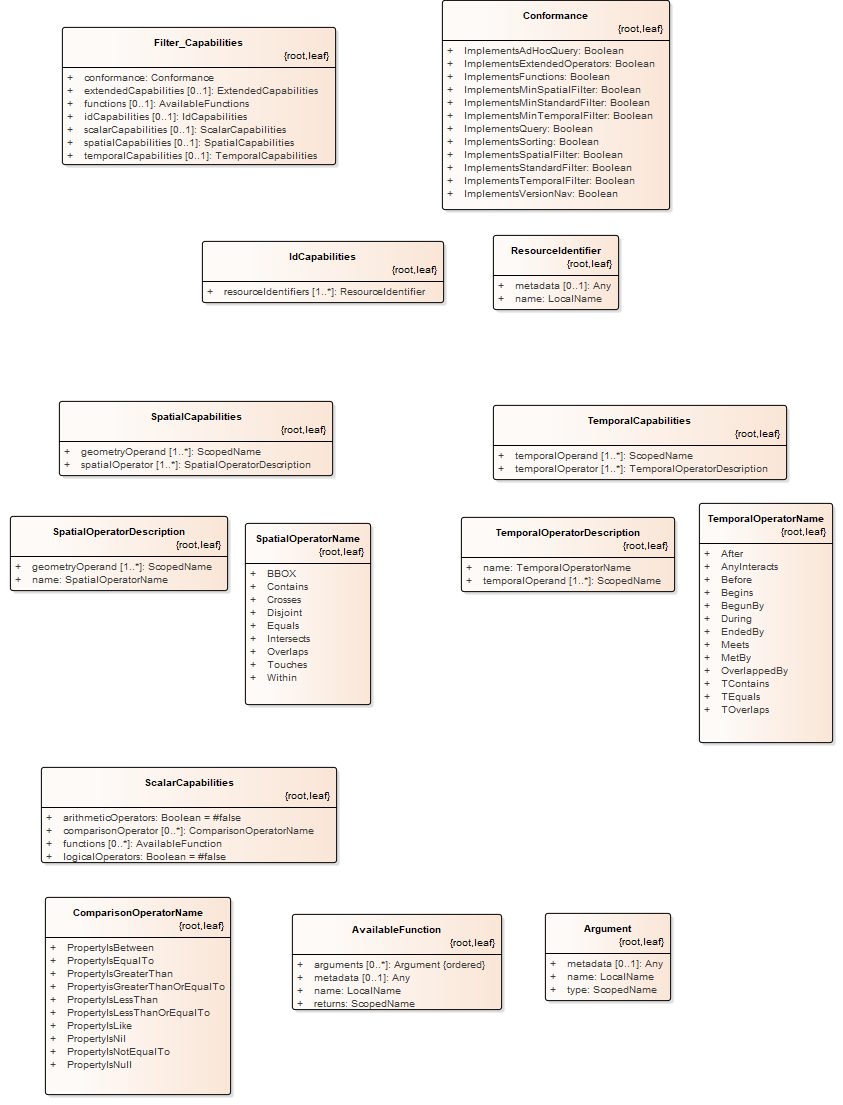 Filter_Capabilities
{root,leaf}
+ conformance: Conformance
+ extendedCapabilities [0..1]: ExtendedCapabilities
+ functions [0..1]: AvailableFunctions
+ idCapabilities [0..1]: IdCapabilities
+ scalarCapabilities [0..1]: ScalarCapabilities
+ spatialCapabilities [0..1]: SpatialCapabilities
+ temporalCapabilities [0..1]: TemporalCapabilities
Conformance
{root,leaf}
+ ImplementsAdHocQuery: Boolean
+ ImplementsExtendedOperators: Boolean
+ ImplementsFunctions: Boolean
+ ImplementsMinSpatialFilter: Boolean
+ ImplementsMinStandardFilter: Boolean
+ ImplementsMinTemporalFilter: Boolean
+ ImplementsQuery: Boolean
+ ImplementsSorting: Boolean
+ ImplementsSpatialFilter: Boolean
+ ImplementsStandardFilter: Boolean
+ ImplementsTemporalFilter: Boolean
+ ImplementsVersionNav: Boolean
IdCapabilities
{root,leaf}
+ resourceIdentifiers [1..*]: ResourceIdentifier
ResourceIdentifier
{root,leaf}
+ metadata [0..1]: Any
+ name: LocalName
SpatialCapabilities
{root,leaf}
+ geometryOperand [1..*]: ScopedName
+ spatialOperator [1..*]: SpatialOperatorDescription
TemporalCapabilities
{root,leaf}
+ temporalOperand [1..*]: ScopedName
+ temporalOperator [1..*]: TemporalOperatorDescription
SpatialOperatorDescription
{root,leaf}
+ geometryOperand [1..*]: ScopedName
+ name: SpatialOperatorName
SpatialOperatorName
{root,leaf}
+ BBOX
+ Contains
+ Crosses
+ Disjoint
+ Equals
+ Intersects
+ Overlaps
+ Touches
+ Within
TemporalOperatorDescription
{root,leaf}
+ name: TemporalOperatorName
+ temporalOperand [1..*]: ScopedName
TemporalOperatorName
{root,leaf}
+ After
+ AnyInteracts
+ Before
+ Begins
+ BegunBy
+ During
+ EndedBy
+ Meets
+ MetBy
+ OverlappedBy
+ TContains
+ TEquals
+ TOverlaps
ScalarCapabilities
{root,leaf}
+ arithmeticOperators: Boolean = #false
+ comparisonOperator [0..*]: ComparisonOperatorName
+ functions [0..*]: AvailableFunction
+ logicalOperators: Boolean = #false
ComparisonOperatorName
{root,leaf}
+ PropertyIsBetween
+ PropertyIsEqualTo
+ PropertyIsGreaterThan
+ PropertyisGreaterThanOrEqualTo
+ PropertyIsLessThan
+ PropertyIsLessThanOrEqualTo
+ PropertyIsLike
+ PropertyIsNil
+ PropertyIsNotEqualTo
+ PropertyIsNull
AvailableFunction
{root,leaf}
+ arguments [0..*]: Argument {ordered}
+ metadata [0..1]: Any
+ name: LocalName
+ returns: ScopedName
Argument
{root,leaf}
+ metadata [0..1]: Any
+ name: LocalName
+ type: ScopedName